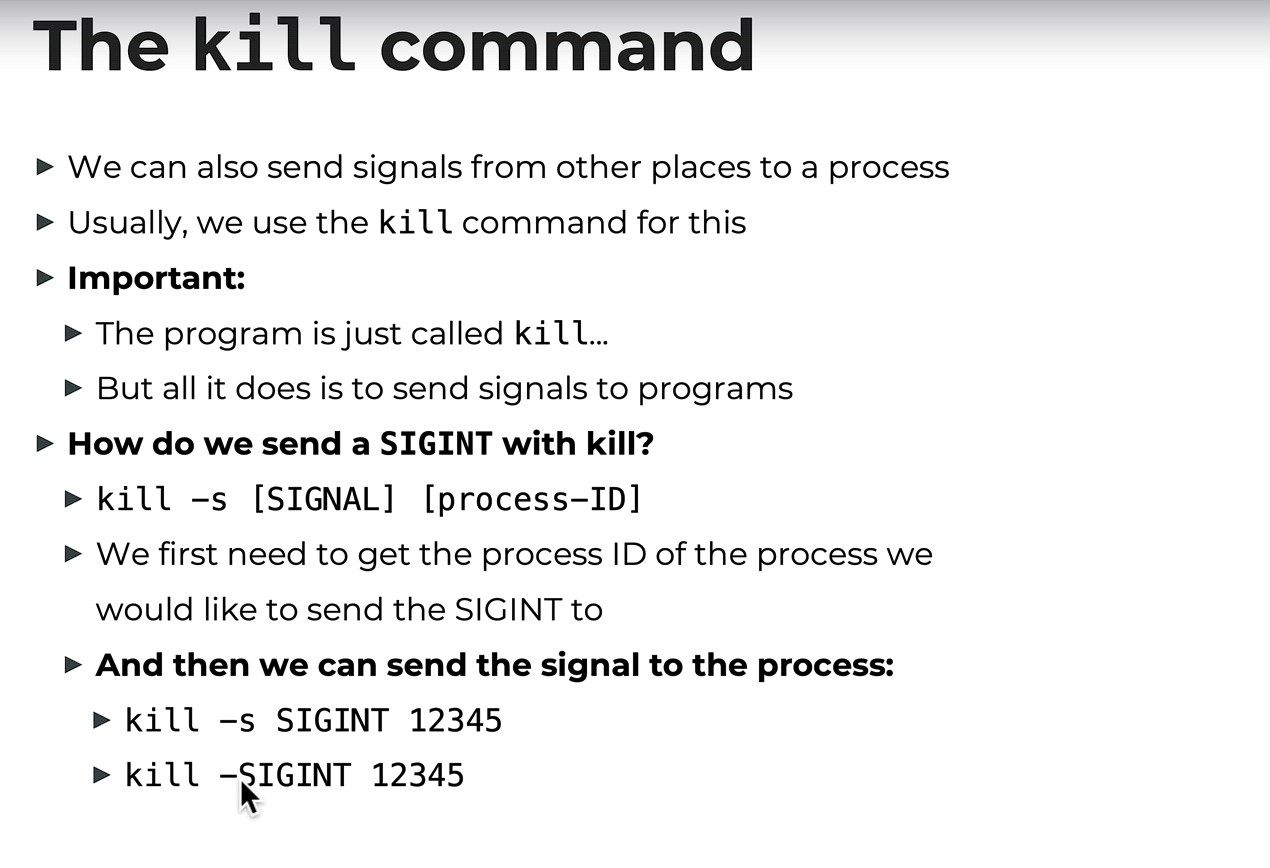 The kill command
► We can also send signals from other places to a process
► Usually, we use the kill command for this
► Important:
► The program is just called kill…
► But all it does is to send signals to programs
► How do we send a SIGINT with kill?
► kill -s [SIGNAL] [process-ID]
► We first need to get the process ID of the process we
would like to send the SIGINT to
► And then we can send the signal to the process:
► kill -s SIGINT 12345
► kill -SIGINT 12345